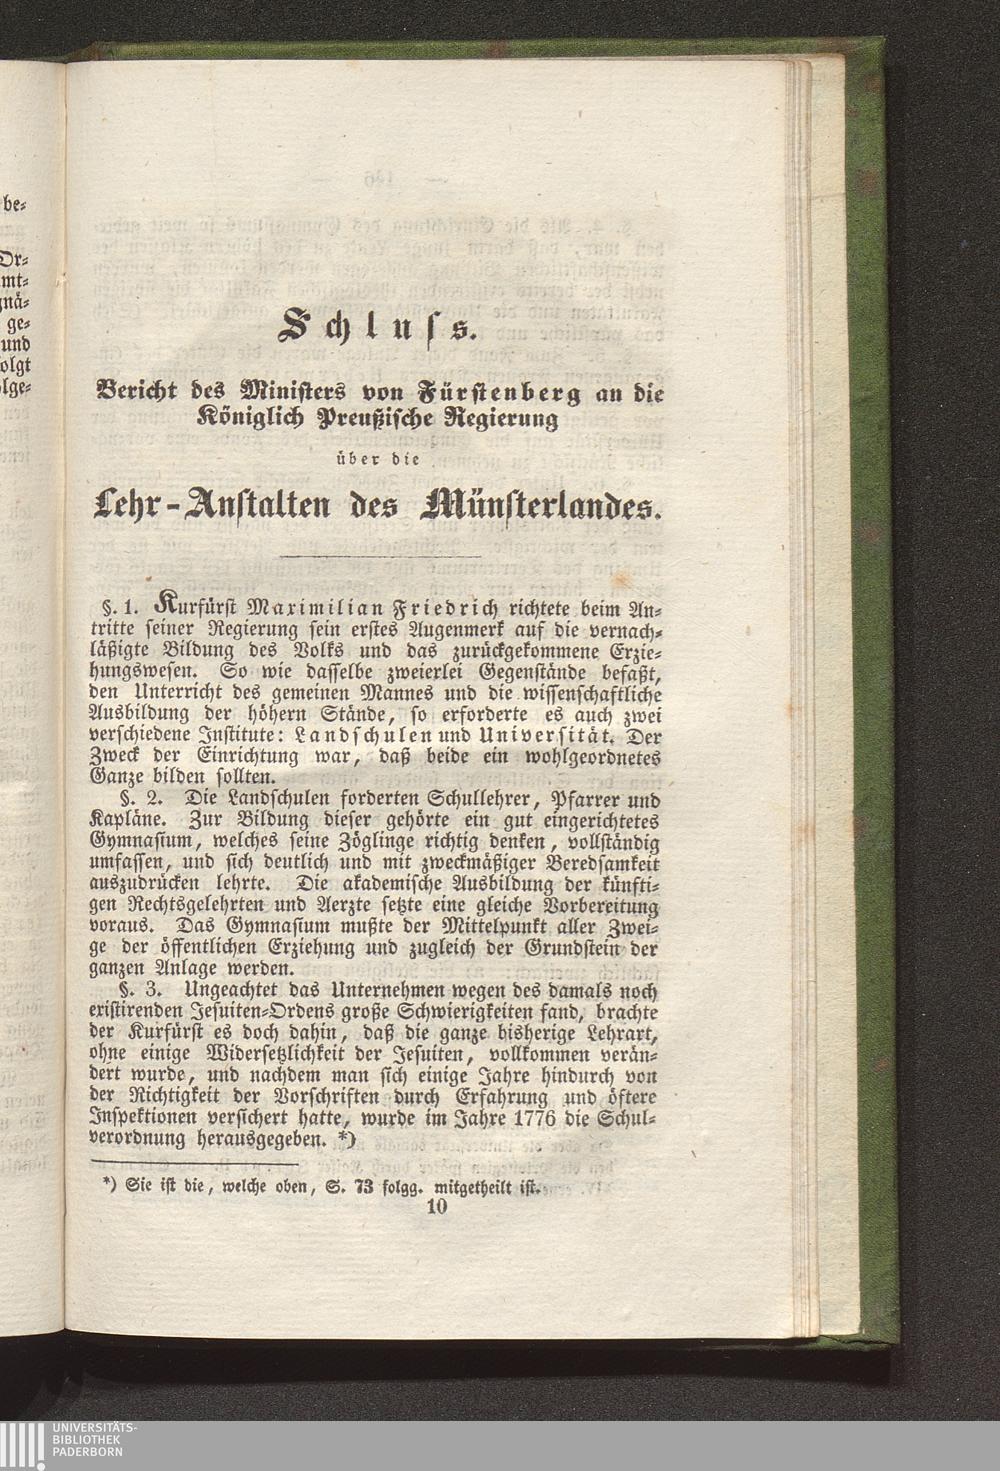 be⸗
Or⸗
amt⸗
gnä⸗
ge⸗
und
folgt
olge⸗
Schluſs.
Bericht des Miniſters von Fürſtenberg an die
Königlich Preußiſche Regierung
über die
Lehr-Anſtalten des Münſterlandes.
§. 1. Kurfürſt Maximilian Friedrich richtete beim An⸗
tritte ſeiner Regierung ſein erſtes Augenmerk auf die vernach⸗
läßigte Bildung des Volks und das zurückgekommene Erzie⸗
hungsweſen. So wie daſſelbe zweierlei Gegenſtände befaßt,
den Unterricht des gemeinen Mannes und die wiſſenſchaftliche
Ausbildung der höhern Stände, ſo erforderte es auch zwei
verſchiedene Inſtitute: Landſchulen und Univerſität. Der
Zweck der Einrichtung war, daß beide ein wohlgeordnetes
Ganze bilden ſollten.
§. 2. Die Landſchulen forderten Schullehrer, Pfarrer und
Kapläne. Zur Bildung dieſer gehörte ein gut eingerichtetes
Gymnaſium, welches ſeine Zöglinge richtig denken, vollſtändig
umfaſſen, und ſich deutlich und mit zweckmäßiger Beredſamkeit
auszudrücken lehrte. Die akademiſche Ausbildung der künfti⸗
gen Rechtsgelehrten und Aerzte ſetzte eine gleiche Vorbereitung
voraus. Das Gymnaſium mußte der Mittelpunkt aller Zwei⸗
ge der öffentlichen Erziehung und zugleich der Grundſtein der
ganzen Anlage werden.
§. 3. Ungeachtet das Unternehmen wegen des damals noch
exiſtirenden Jeſuiten⸗Ordens große Schwierigkeiten fand, brachte
der Kurfürſt es doch dahin, daß die ganze bisherige Lehrart,
ohne einige Widerſetzlichkeit der Jeſuiten, vollkommen verän⸗
dert wurde, und nachdem man ſich einige Jahre hindurch von
der Richtigkeit der Vorſchriften durch Erfahrung und öftere
Inſpektionen verſichert hatte, wurde im Jahre 1776 die Schul⸗
verordnung herausgegeben. *)
*) Sie iſt die, welche oben, S. 73 folgg. mitgetheilt iſt.
10
UNIVERSITÄTS-
BIBLIOTHEK
PADERBORN